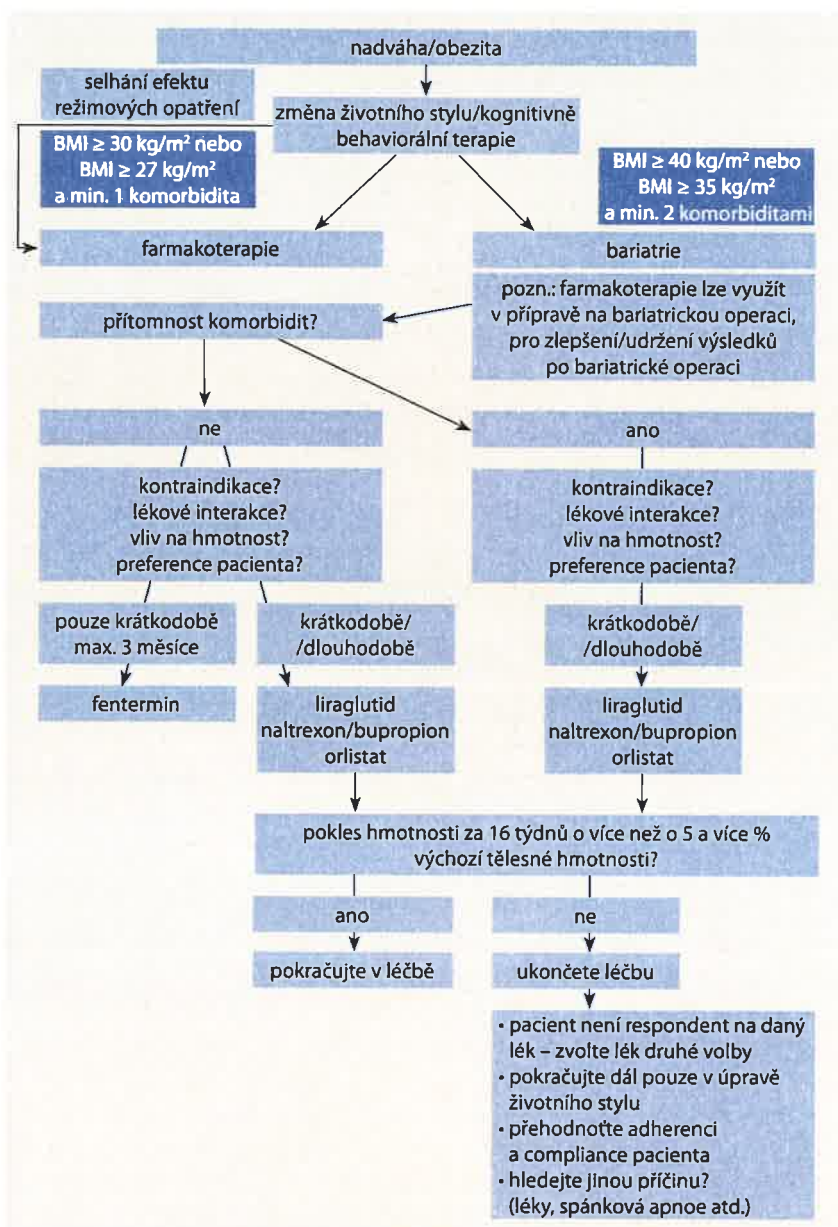 nadváha/obezita
selhání efektu
režimových opatření
změna životního stylu/kognitivně
behaviorální terapie
BMI ≥ 30 kg/m² nebo
BMI ≥ 27 kg/m²
a min. 1 komorbidita
BMI ≥ 40 kg/m² nebo
BMI ≥ 35 kg/m²
a min. 2 komorbiditami
farmakoterapie
bariatrie
pozn.: farmakoterapie lze využít
v přípravě na bariatrickou operaci,
pro zlepšení/udržení výsledků
po bariatrické operaci
přítomnost komorbidit?
ne
ano
kontraindikace?
lékové interakce?
vliv na hmotnost?
preference pacienta?
kontraindikace?
lékové interakce?
vliv na hmotnost?
preference pacienta?
pouze krátkodobě
max. 3 měsíce
krátkodobě/
/dlouhodobě
krátkodobě/
/dlouhodobě
fentermin
liraglutid
naltrexon/bupropion
orlistat
liraglutid
naltrexon/bupropion
orlistat
pokles hmotnosti za 16 týdnů o více než o 5 a více %
výchozí tělesné hmotnosti?
ano
ne
pokračujte v léčbě
ukončete léčbu
• pacient není respondent na daný
lék – zvolte lék druhé volby
• pokračujte dál pouze v úpravě
životního stylu
• přehodnoťte adherenci
a compliance pacienta
• hledejte jinou příčinu?
(léky, spánková apnoe atd.)